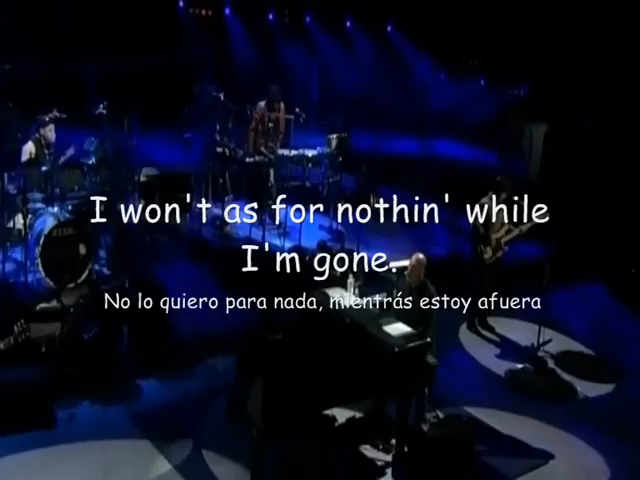 I won't as for nothin' while
I'm gone.
No lo quiero para nada, mientrás estoy afuera